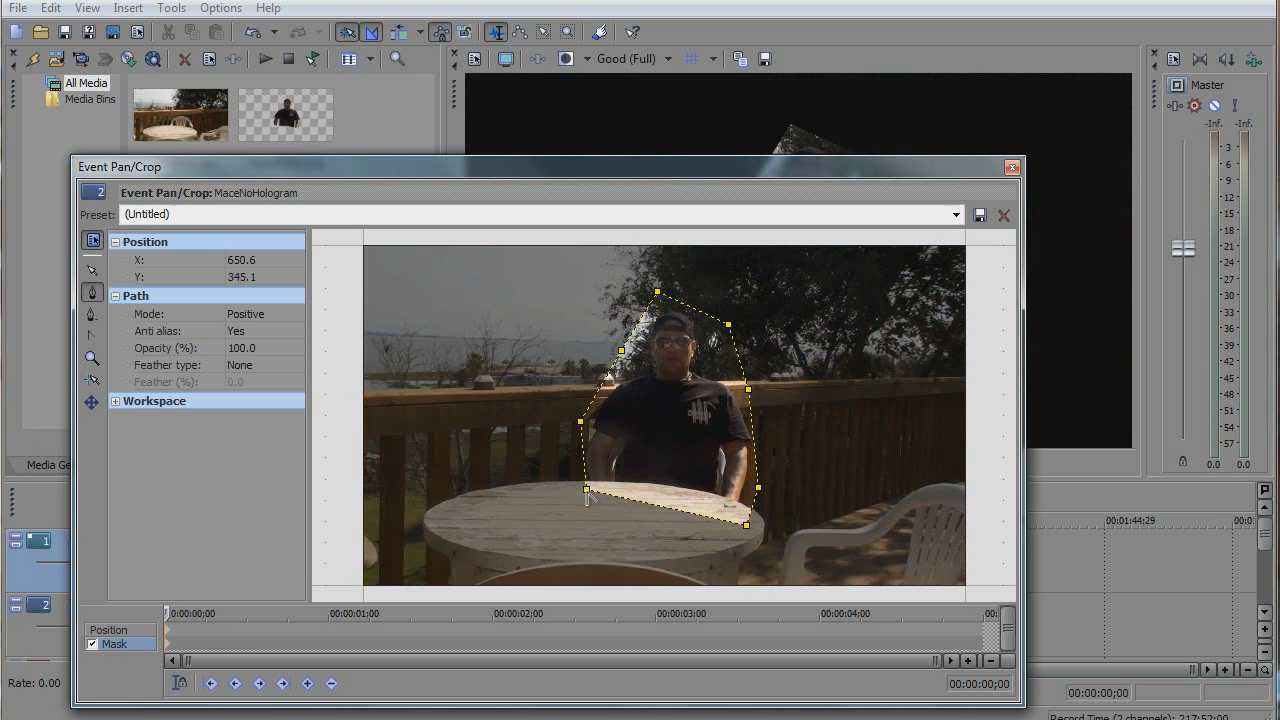 File Edit View Insert Tools Options Help
Good (Full)
All Media
Media Bins
Master
-Inf. -Inf.
3
6
9
12
15
18
21
24
27
30
33
36
39
42
45
48
51
54
57
0.0 0.0
Event Pan/Crop
2 Event Pan/Crop: MaceNoHologram
Preset: (Untitled)
Position
X: 650.6
Y: 345.1
Path
Mode: Positive
Anti alias: Yes
Opacity (%): 100.0
Feather type: None
Feather (%): 0.0
Workspace
Media Ge
1
2
00:01:44;29
0:00:00;00 00:00:01;00 00:00:02;00 00:00:03;00 00:00:04;00 00:
Position
Mask
Rate: 0.00
00:00:00;00
00:00:00;00
Record Time (2 channels): 217:52:00